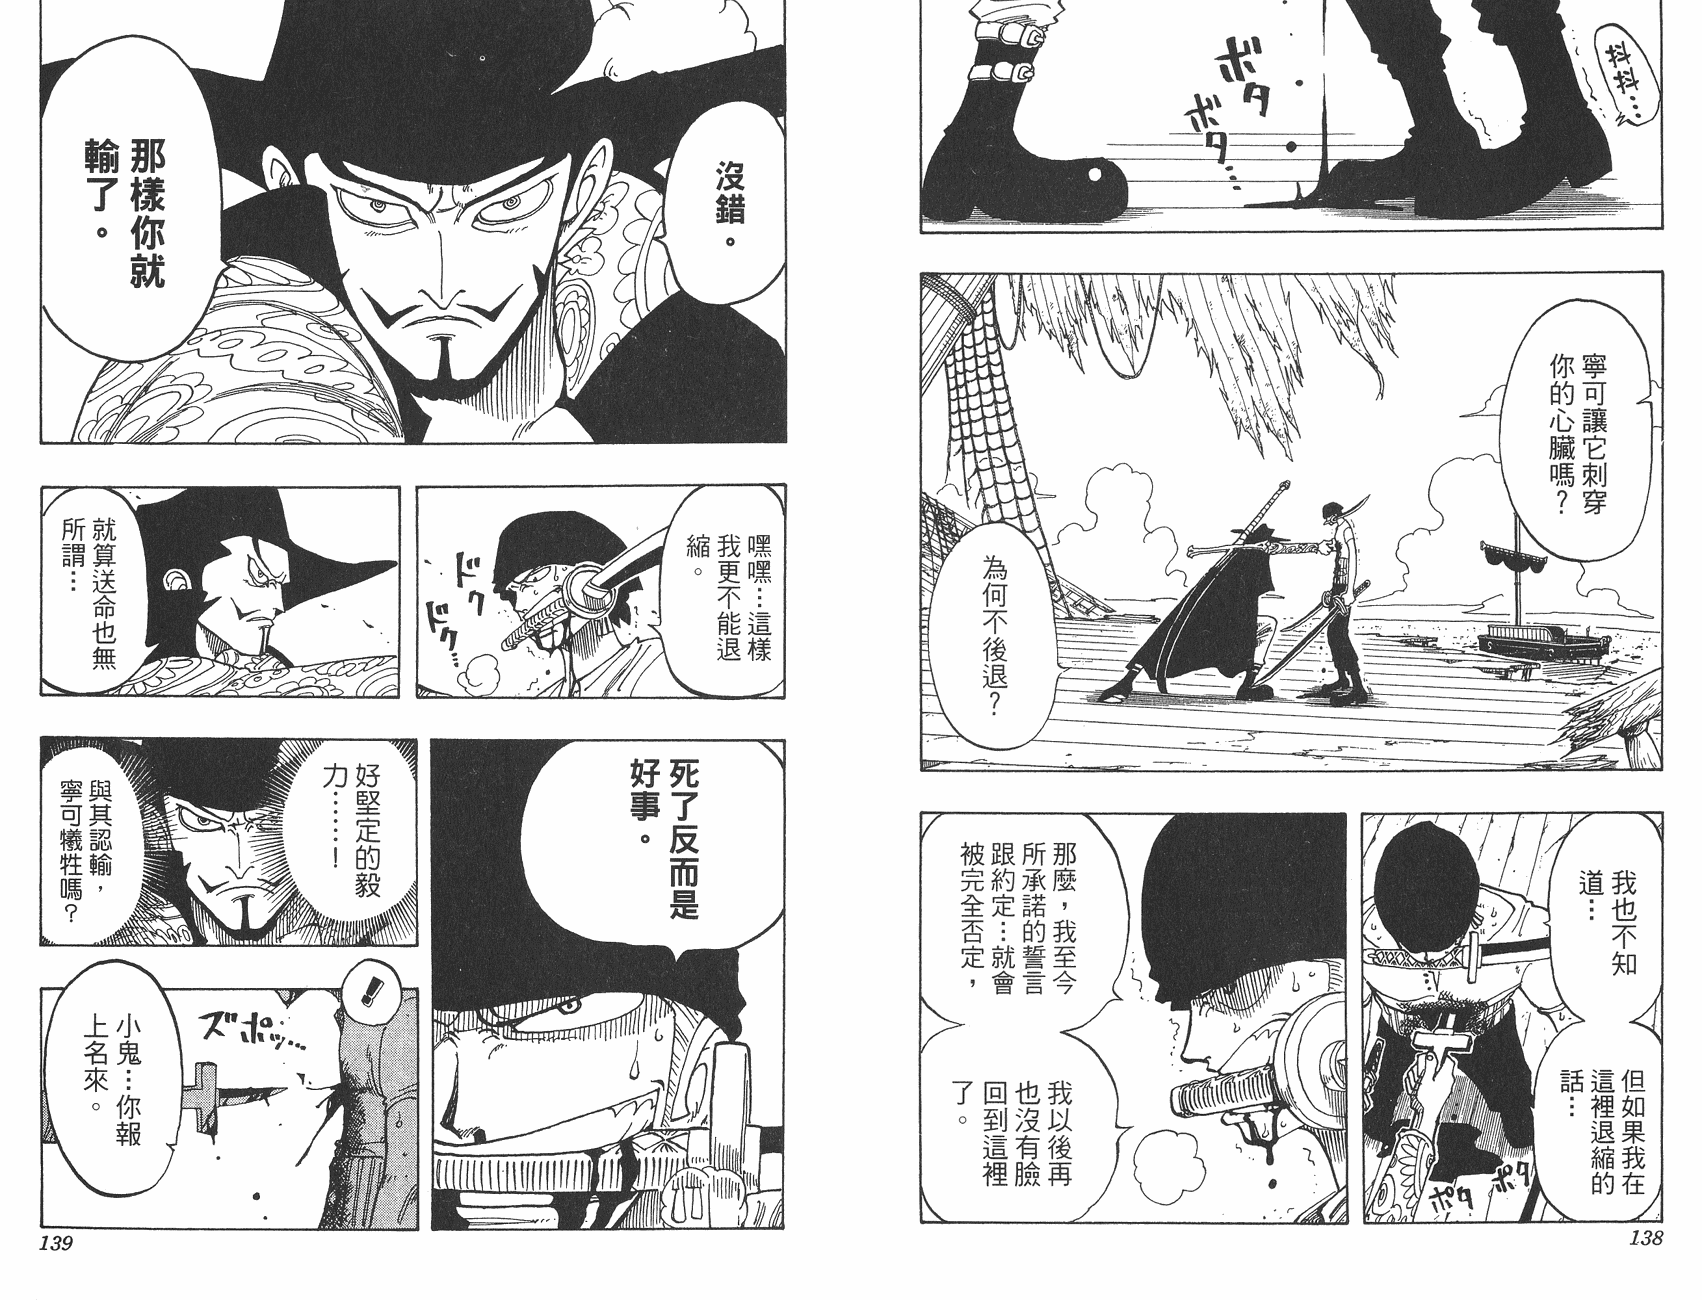 抖抖…
ボタ
ボタ…
寧可讓它刺穿
你的心臟嗎?
為何不後退?
我也不知
道…
但如果我在
這裡退縮的
話…
ボタ
ボタ
那麼,我至今
所承諾的誓言
跟約定…就會
被完全否定,
我以後再
也沒有臉
回到這裡
了。
138
沒錯。
那樣你就
輸了。
嘿嘿…這樣
我更不能退
縮。
ドク
ドクッ
就算送命也無
所謂…
死了反而是
好事。
好堅定的毅
力……!
與其認輸,
寧可犧牲嗎?
!
ズボッ…
小鬼…你報
上名來。
139